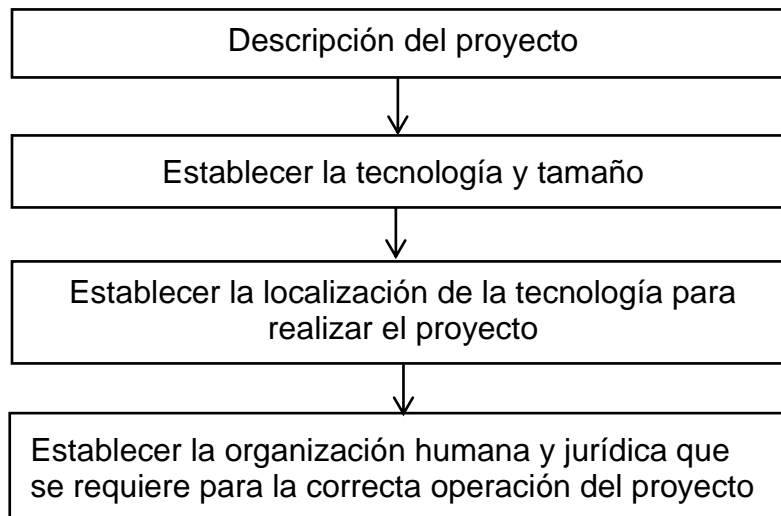 Descripción del proyecto
Establecer la tecnología y tamaño
Establecer la localización de la tecnología para
realizar el proyecto
Establecer la organización humana y jurídica que
se requiere para la correcta operación del proyecto